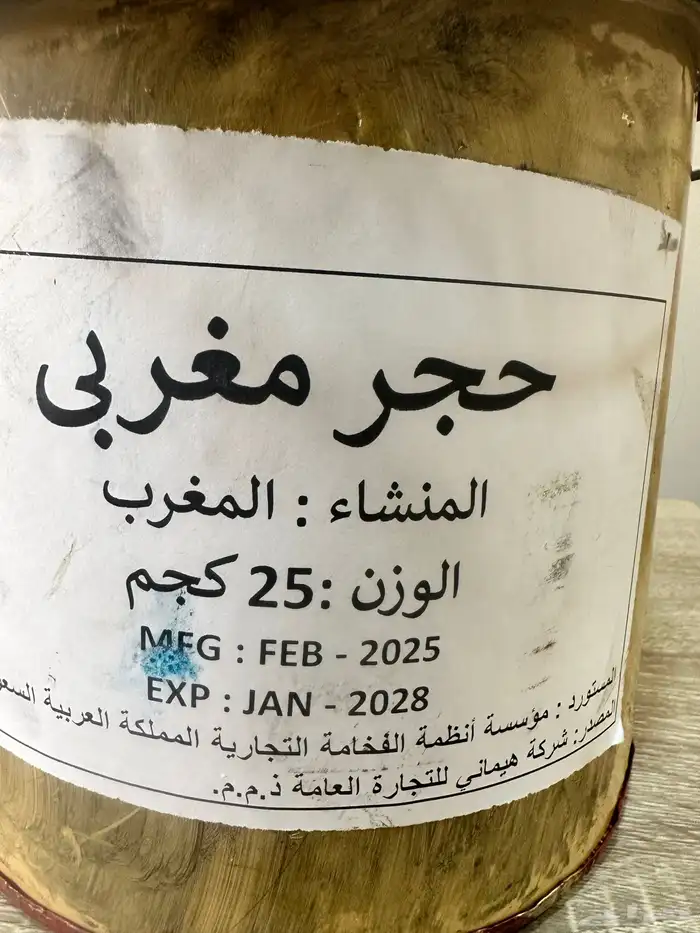 حجر مغربي
المنشاء : المغرب
الوزن :25 كجم
MFG : FEB - 2025
EXP : JAN - 2028
المستورد : مؤسسة أنظمة الفخامة التجارية المملكة العربية
المصدر: شركة هيماني للتجارة العامة ذ.م.م.